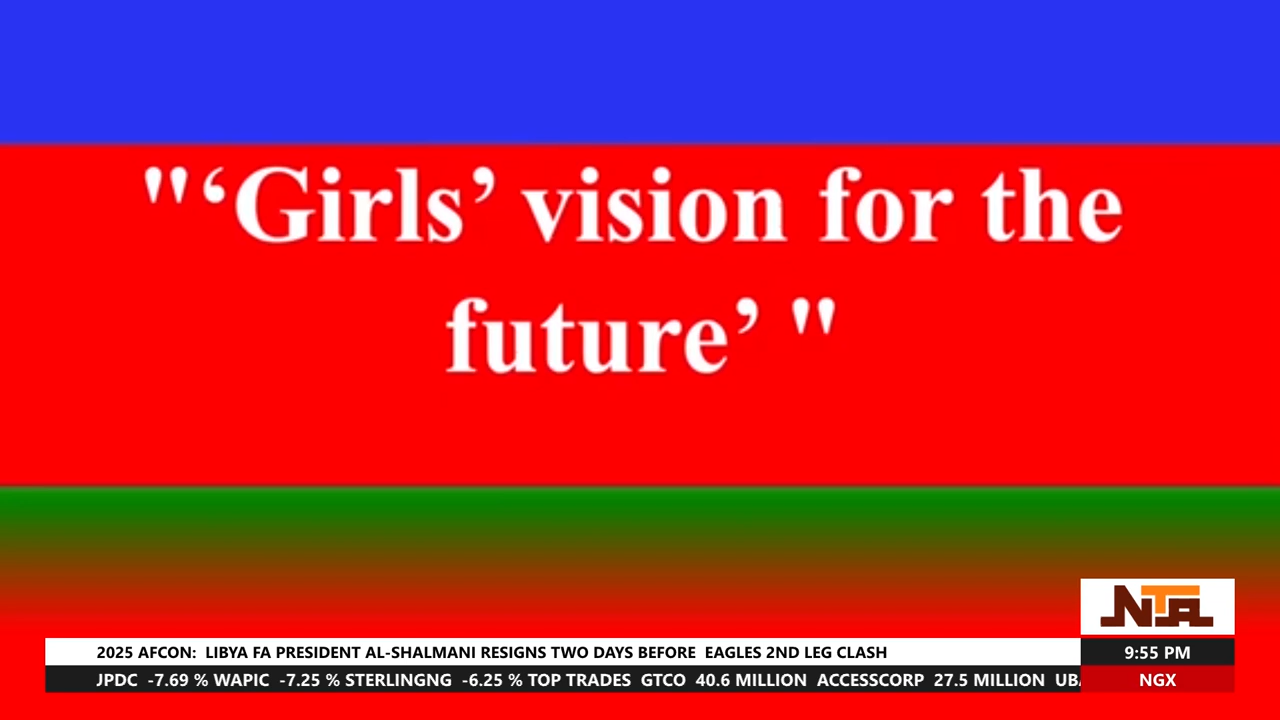 "‘Girls’ vision for the
future’ "
NTA
2025 AFCON: LIBYA FA PRESIDENT AL-SHALMANI RESIGNS TWO DAYS BEFORE EAGLES 2ND LEG CLASH
9:55 PM
JPDC -7.69 % WAPIC -7.25 % STERLINGNG -6.25 % TOP TRADES GTCO 40.6 MILLION ACCESSCORP 27.5 MILLION
NGX